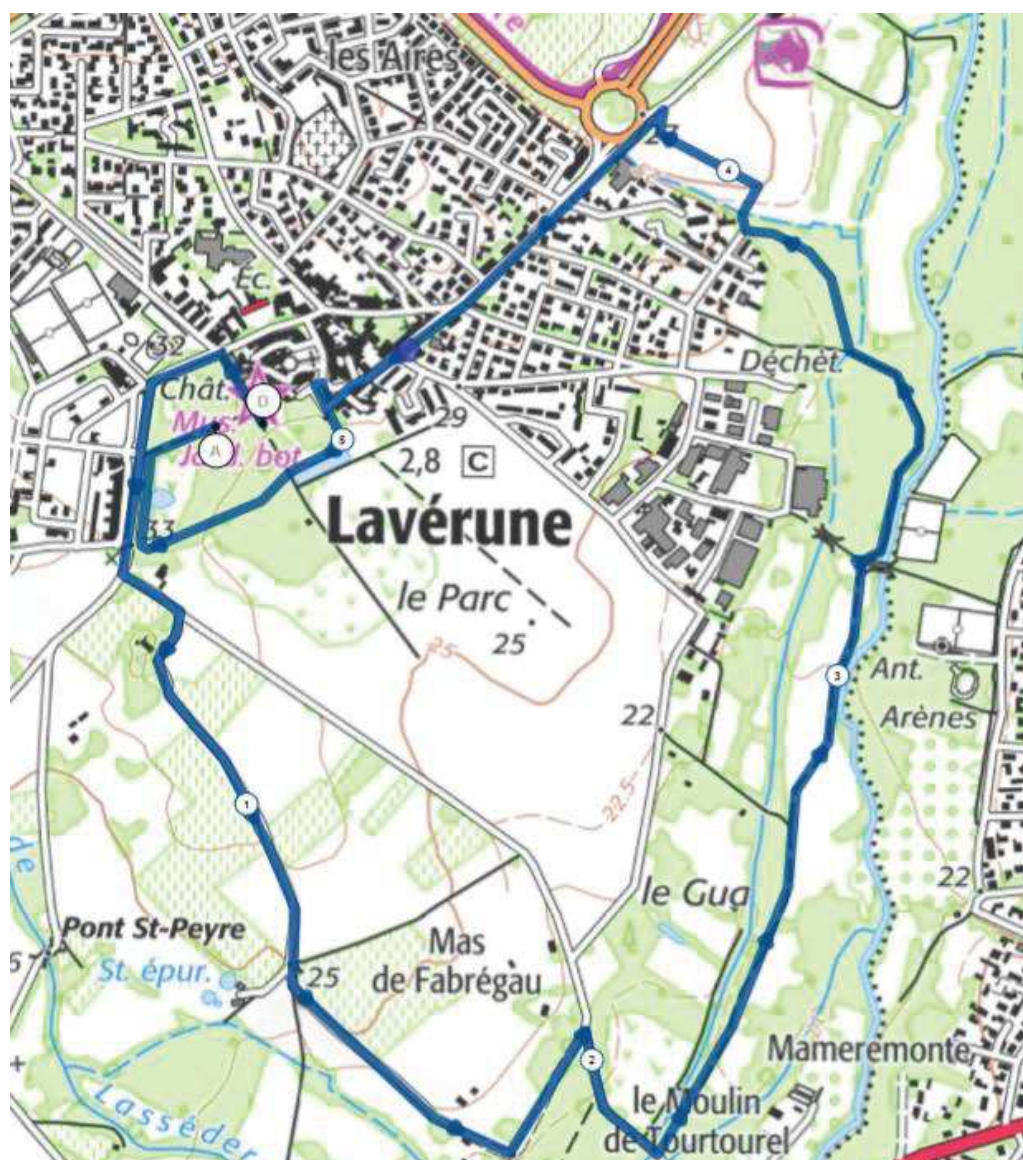 les Aires
4
Éc.
32
Chât.
D
Mus.
A
Jard. bot.
5
29
2,8 C
33
Déchèt.
Lavérune
le Parc
25
25
22
3
Ant.
Arènes
1
22.5
22
le Gua
de
Pont St-Peyre
St. épur.
25
Mas
de Fabrégau
2
Mameremonte
le Moulin
de Tourtourel
Lasséder